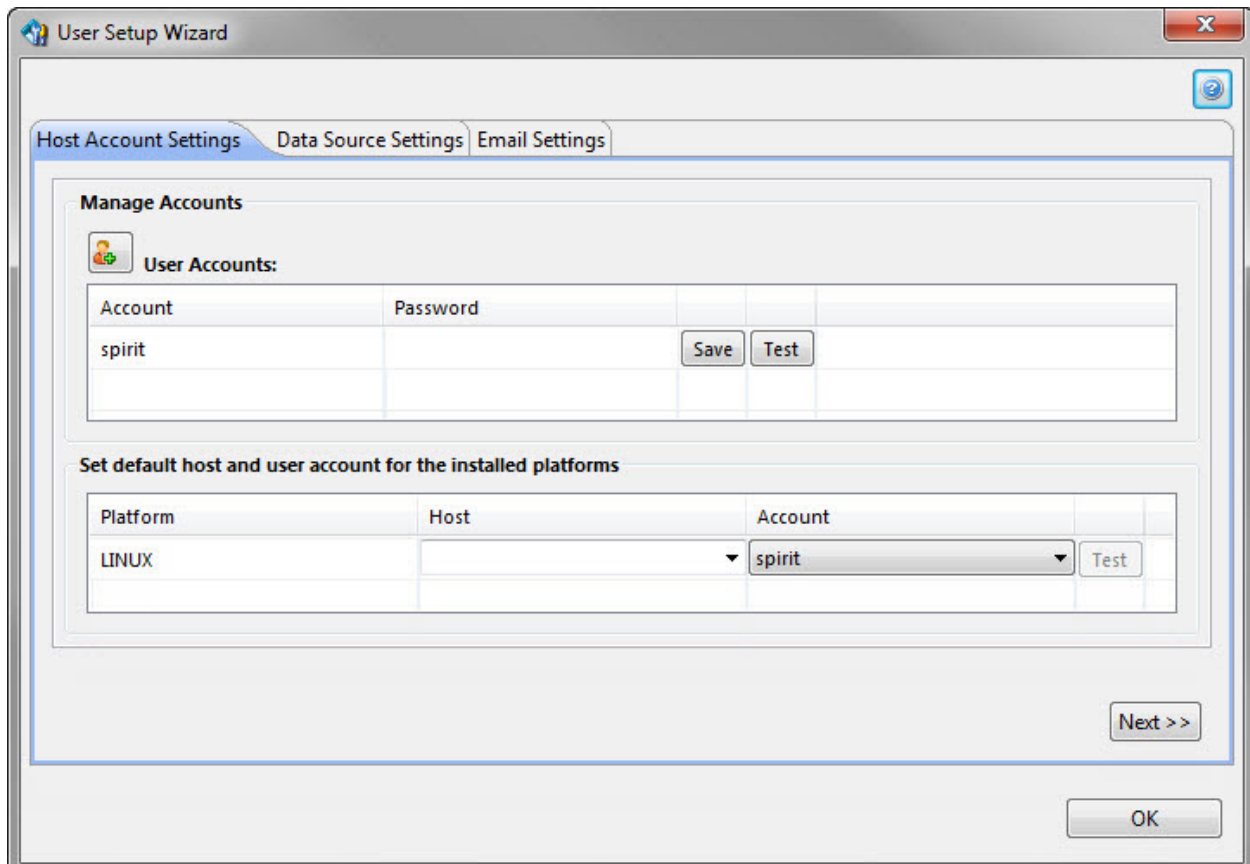 User Setup Wizard
Host Account Settings Data Source Settings Email Settings
Manage Accounts
User Accounts:
Account Password
spirit Save Test
Set default host and user account for the installed platforms
Platform Host Account
LINUX spirit Test
Next >>
OK